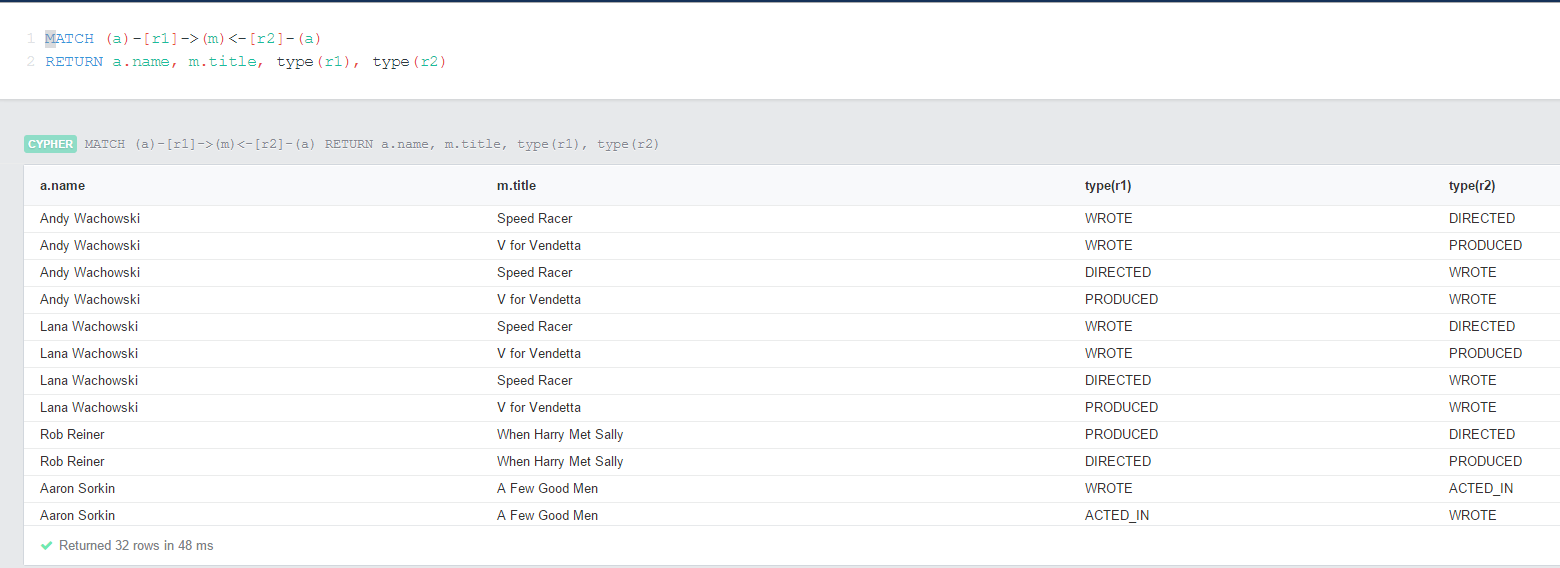 1 MATCH (a)-[r1]->(m)<-[r2]-(a)
2 RETURN a.name, m.title, type(r1), type(r2)
CYPHER MATCH (a)-[r1]->(m)<-[r2]-(a) RETURN a.name, m.title, type(r1), type(r2)
a.name m.title type(r1) type(r2)
Andy Wachowski Speed Racer WROTE DIRECTED
Andy Wachowski V for Vendetta WROTE PRODUCED
Andy Wachowski Speed Racer DIRECTED WROTE
Andy Wachowski V for Vendetta PRODUCED WROTE
Lana Wachowski Speed Racer WROTE DIRECTED
Lana Wachowski V for Vendetta WROTE PRODUCED
Lana Wachowski Speed Racer DIRECTED WROTE
Lana Wachowski V for Vendetta PRODUCED WROTE
Rob Reiner When Harry Met Sally PRODUCED DIRECTED
Rob Reiner When Harry Met Sally DIRECTED PRODUCED
Aaron Sorkin A Few Good Men WROTE ACTED_IN
Aaron Sorkin A Few Good Men ACTED_IN WROTE
Returned 32 rows in 48 ms